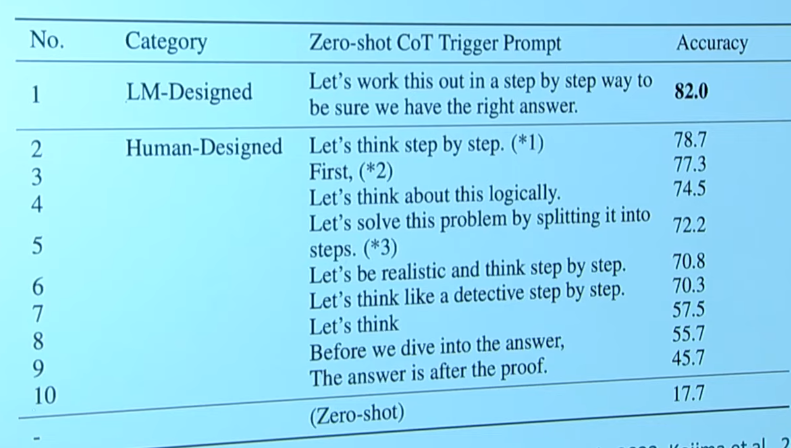 No. Category Zero-shot CoT Trigger Prompt Accuracy
1 LM-Designed Let's work this out in a step by step way to be sure we have the right answer. 82.0
2 Human-Designed Let's think step by step. (*1) 78.7
3 First, (*2) 77.3
4 Let's think about this logically. 74.5
5 Let's solve this problem by splitting it into steps. (*3) 72.2
6 Let's be realistic and think step by step. 70.8
7 Let's think like a detective step by step. 70.3
8 Let's think 57.5
9 Before we dive into the answer, 55.7
10 The answer is after the proof. 45.7
- (Zero-shot) 17.7